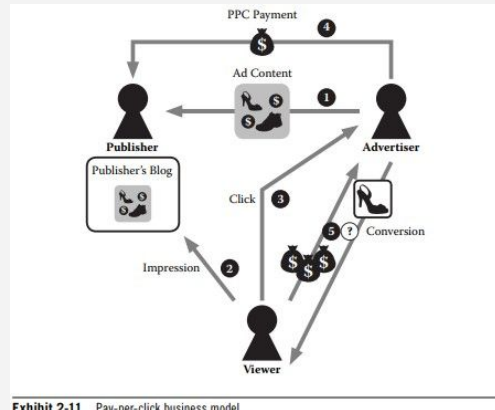 PPC Payment
4
$
Ad Content
1
$
$
Publisher
Advertiser
Publisher's Blog
$
$
Click
3
5
?
Conversion
Impression
2
$ $ $
Viewer
Exhibit 2-11 Pay-per-click business model